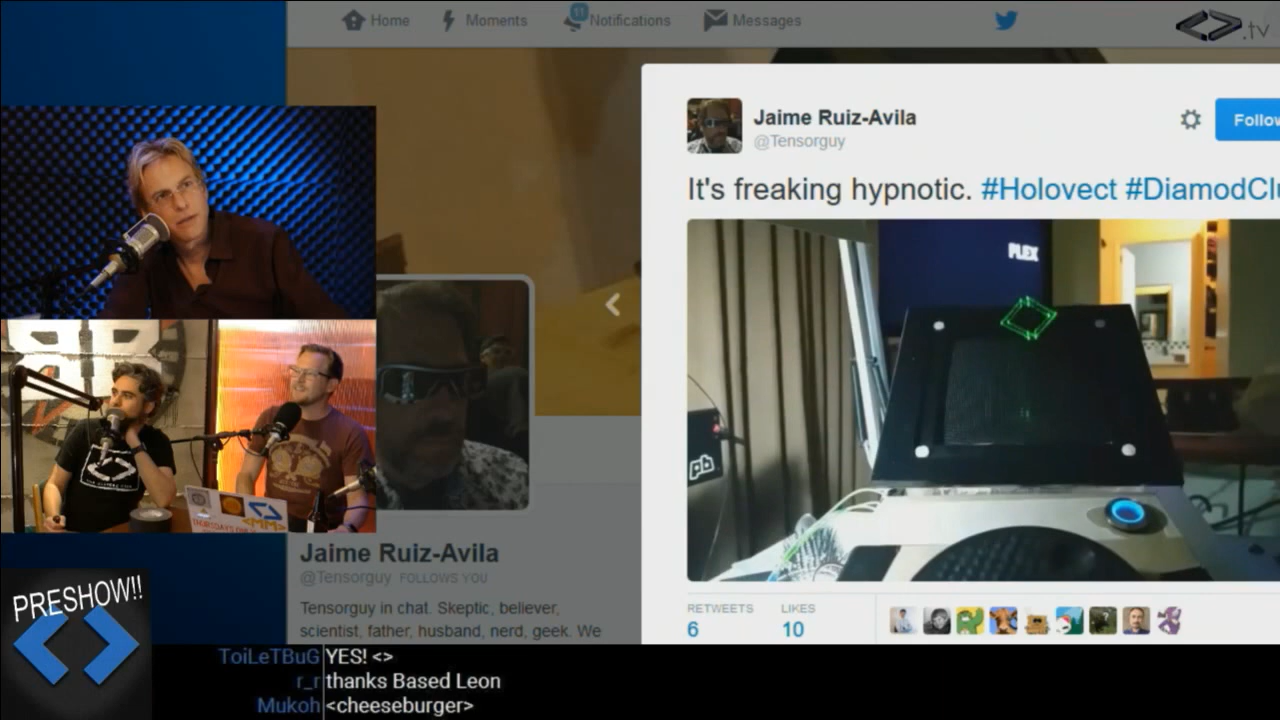 Home
Moments
11
Notifications
Messages
<>.tv
Jaime Ruiz-Avila
@Tensorguy
Follow
It's freaking hypnotic. #Holovect #DiamodClu
PLEX
pb
Jaime Ruiz-Avila
@Tensorguy FOLLOWS YOU
Tensorguy in chat. Skeptic, believer,
scientist, father, husband, nerd, geek. We
RETWEETS
LIKES
6
10
PRESHOW!!
ToiLeTBuG YES! <>
r_r thanks Based Leon
Mukoh <cheeseburger>